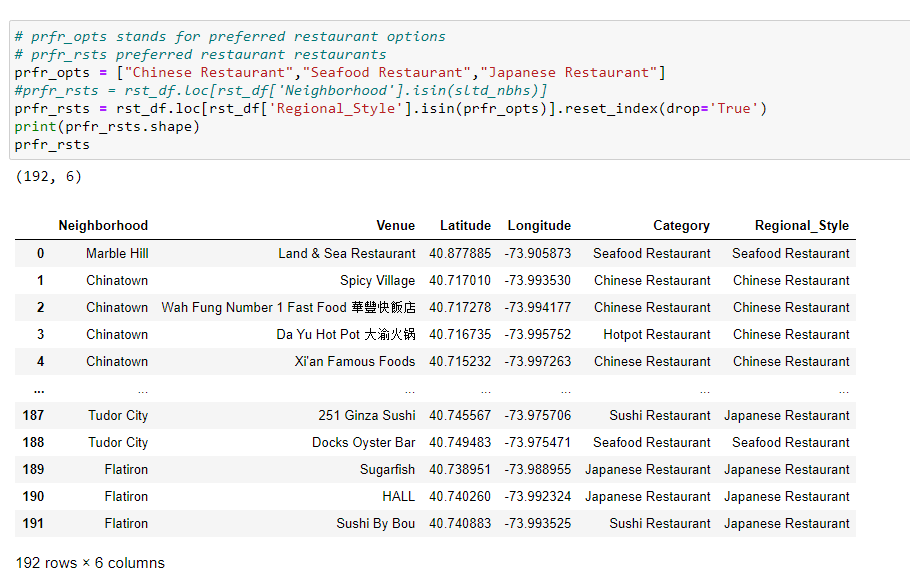 # prfr_opts stands for preferred restaurant options
# prfr_rsts preferred restaurant restaurants
prfr_opts = ["Chinese Restaurant","Seafood Restaurant","Japanese Restaurant"]
#prfr_rsts = rst_df.loc[rst_df['Neighborhood'].isin(sltd_nbhs)]
prfr_rsts = rst_df.loc[rst_df['Regional_Style'].isin(prfr_opts)].reset_index(drop='True')
print(prfr_rsts.shape)
prfr_rsts
(192, 6)
Neighborhood Venue Latitude Longitude Category Regional_Style
0 Marble Hill Land & Sea Restaurant 40.877885 -73.905873 Seafood Restaurant Seafood Restaurant
1 Chinatown Spicy Village 40.717010 -73.993530 Chinese Restaurant Chinese Restaurant
2 Chinatown Wah Fung Number 1 Fast Food 華豐快飯店 40.717278 -73.994177 Chinese Restaurant Chinese Restaurant
3 Chinatown Da Yu Hot Pot 大渝火锅 40.716735 -73.995752 Hotpot Restaurant Chinese Restaurant
4 Chinatown Xi'an Famous Foods 40.715232 -73.997263 Chinese Restaurant Chinese Restaurant
... ... ... ... ... ... ...
187 Tudor City 251 Ginza Sushi 40.745567 -73.975706 Sushi Restaurant Japanese Restaurant
188 Tudor City Docks Oyster Bar 40.749483 -73.975471 Seafood Restaurant Seafood Restaurant
189 Flatiron Sugarfish 40.738951 -73.988955 Japanese Restaurant Japanese Restaurant
190 Flatiron HALL 40.740260 -73.992324 Japanese Restaurant Japanese Restaurant
191 Flatiron Sushi By Bou 40.740883 -73.993525 Sushi Restaurant Japanese Restaurant
192 rows × 6 columns